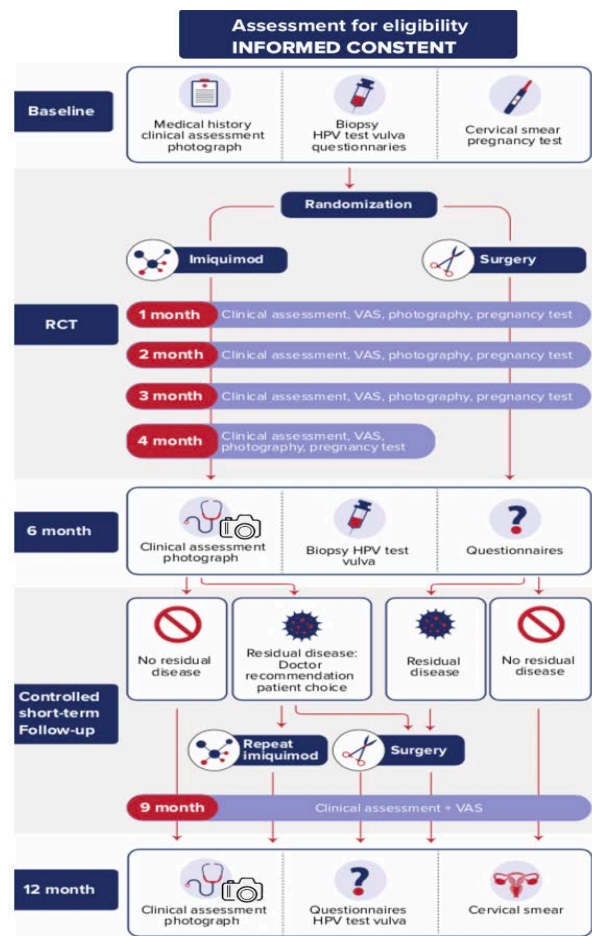 Assessment for eligibility
INFORMED CONSTENT
Baseline
Medical history
clinical assessment
photograph
Biopsy
HPV test vulva
questionnaries
Cervical smear
pregnancy test
Randomization
Imiquimod
Surgery
RCT
1 month
Clinical assessment, VAS, photography, pregnancy test
2 month
Clinical assessment, VAS, photography, pregnancy test
3 month
Clinical assessment, VAS, photography, pregnancy test
4 month
Clinical assessment, VAS,
photography, pregnancy test
6 month
Clinical assessment
photograph
Biopsy HPV test
vulva
Questionnaires
Controlled
short-term
Follow-up
No residual
disease
Residual disease:
Doctor
recommendation
patient choice
Residual
disease
No residual
disease
Repeat
imiquimod
Surgery
9 month
Clinical assessment + VAS
12 month
Clinical assessment
photograph
Questionnaires
HPV test vulva
Cervical smear